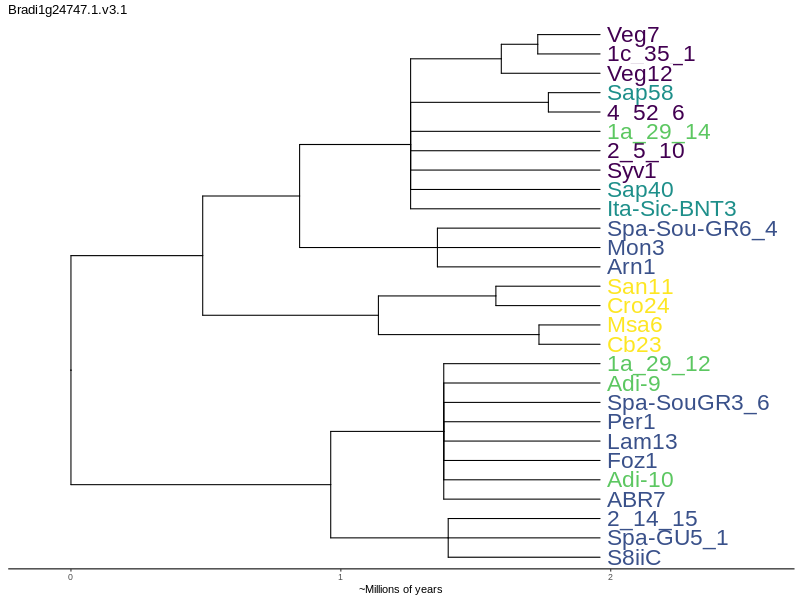 Bradi1g24747.1.v3.1
Veg7
1c_35_1
Veg12
Sap58
4_52_6
1a_29_14
2_5_10
Syv1
Sap40
Ita-Sic-BNT3
Spa-Sou-GR6_4
Mon3
Arn1
San11
Cro24
Msa6
Cb23
1a_29_12
Adi-9
Spa-SouGR3_6
Per1
Lam13
Foz1
Adi-10
ABR7
2_14_15
Spa-GU5_1
S8iiC
0 1 2
~Millions of years